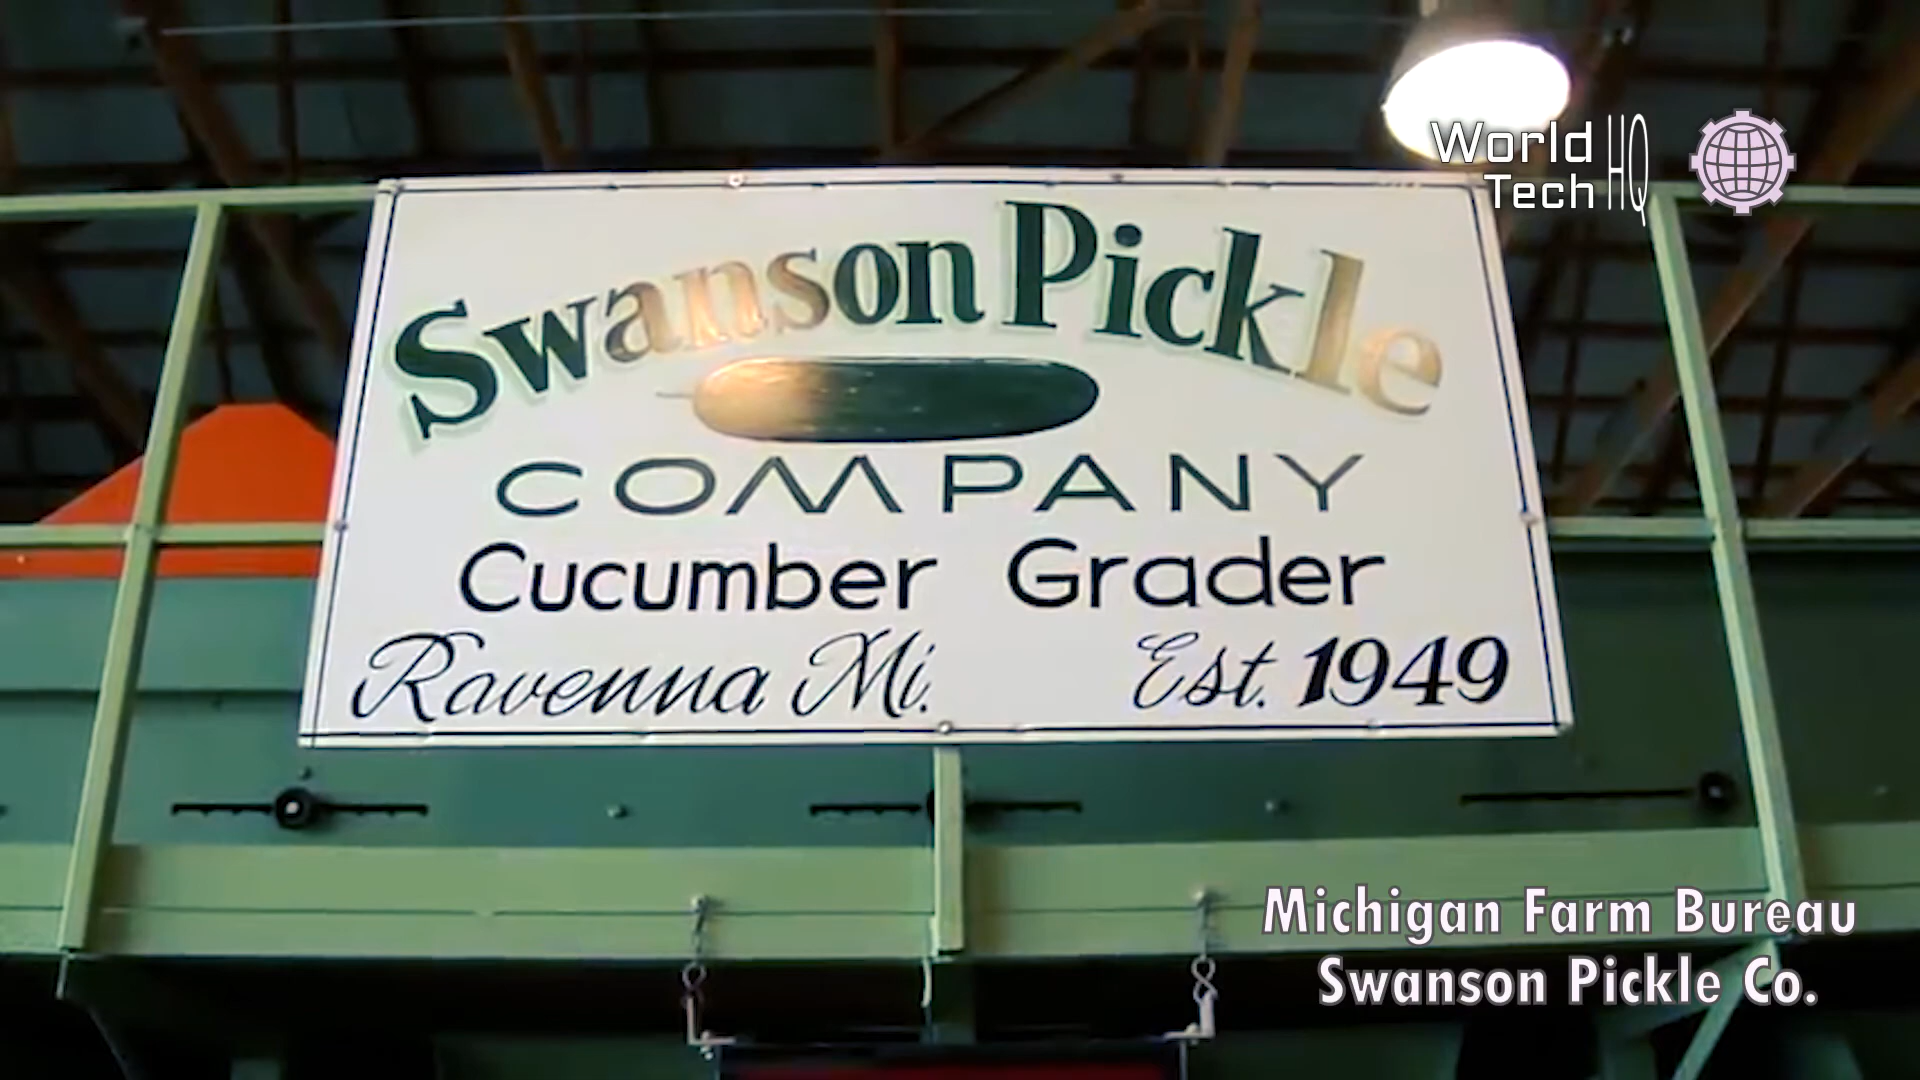 World
Tech HQ
Swanson Pickle
COMPANY
Cucumber Grader
Ravenna Mi. Est. 1949
Michigan Farm Bureau
Swanson Pickle Co.